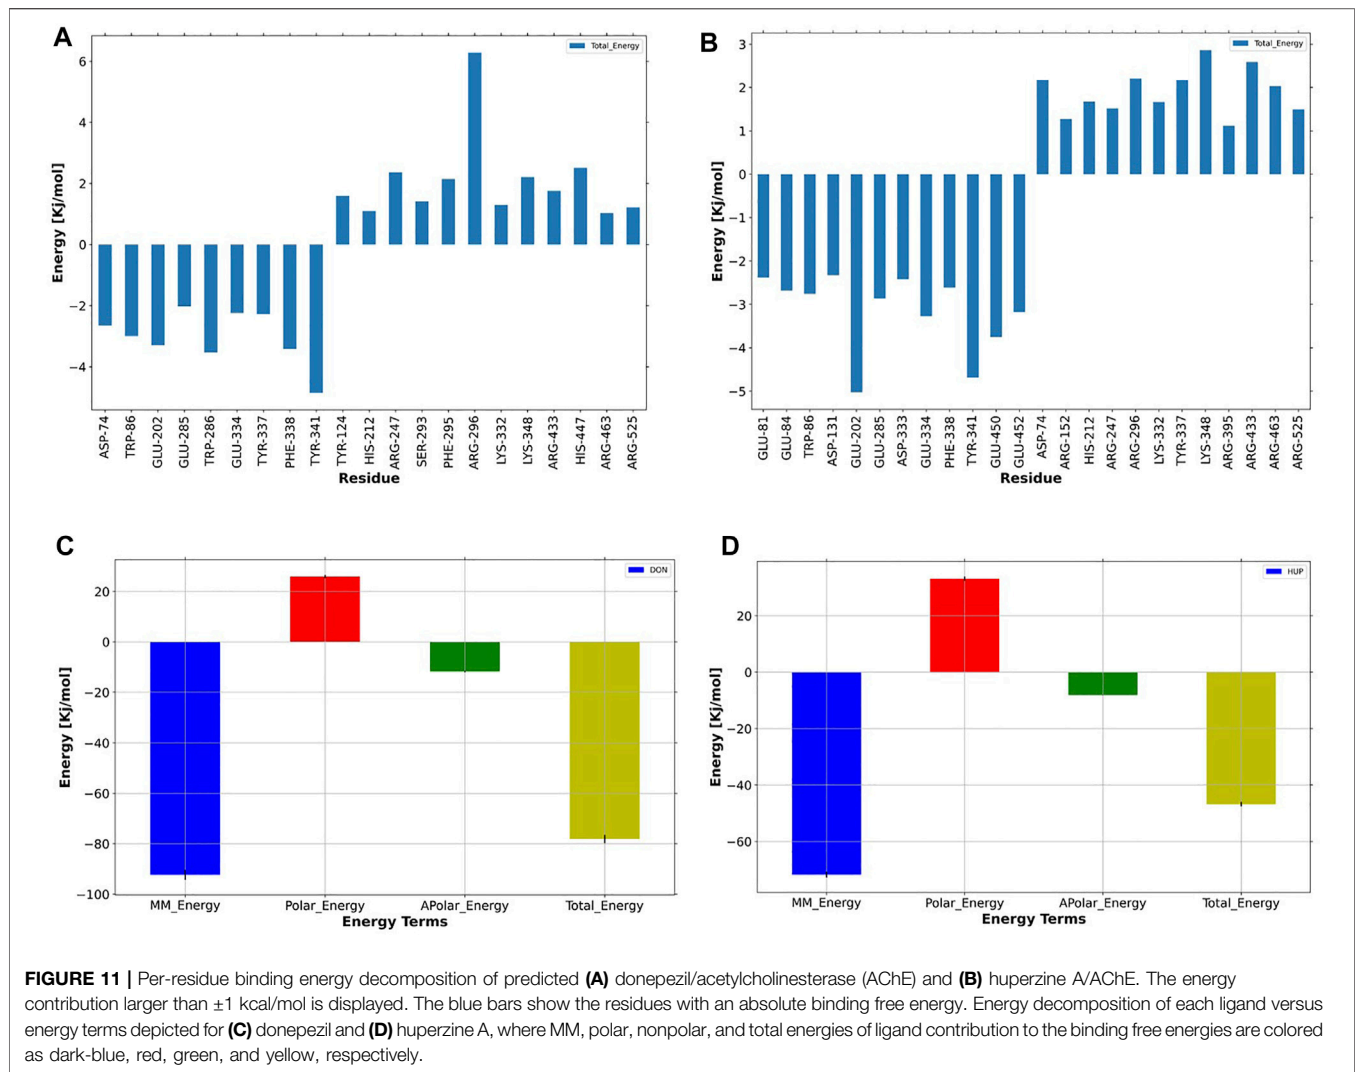 A
Total_Energy
Energy [Kj/mol]
6
4
2
0
−2
−4
ASP-74
TRP-86
GLU-202
GLU-285
TRP-286
GLU-334
TYR-337
PHE-338
TYR-341
TYR-124
HIS-212
ARG-247
SER-293
PHE-295
ARG-296
LYS-332
LYS-348
ARG-433
HIS-447
ARG-463
ARG-525
Residue
B
Total_Energy
Energy [Kj/mol]
3
2
1
0
−1
−2
−3
−4
−5
GLU-81
GLU-84
TRP-86
ASP-131
GLU-202
GLU-285
ASP-333
GLU-334
PHE-338
TYR-341
GLU-450
GLU-452
ASP-74
ARG-152
HIS-212
ARG-247
ARG-296
LYS-332
TYR-337
LYS-348
ARG-395
ARG-433
ARG-463
ARG-525
Residue
C
DON
Energy [Kj/mol]
20
0
−20
−40
−60
−80
−100
MM_Energy Polar_Energy APolar_Energy Total_Energy
Energy Terms
D
HUP
Energy [Kj/mol]
20
0
−20
−40
−60
MM_Energy Polar_Energy APolar_Energy Total_Energy
Energy Terms
FIGURE 11 | Per-residue binding energy decomposition of predicted (A) donepezil/acetylcholinesterase (AChE) and (B) huperzine A/AChE. The energy
contribution larger than ±1 kcal/mol is displayed. The blue bars show the residues with an absolute binding free energy. Energy decomposition of each ligand versus
energy terms depicted for (C) donepezil and (D) huperzine A, where MM, polar, nonpolar, and total energies of ligand contribution to the binding free energies are colored
as dark-blue, red, green, and yellow, respectively.